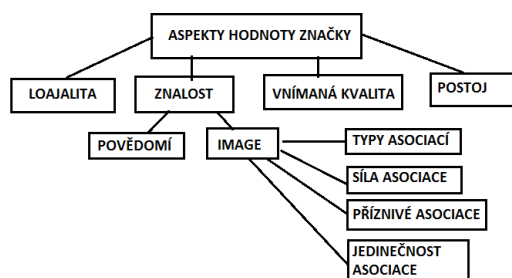 ASPEKTY HODNOTY ZNAČKY
LOAJALITA
ZNALOST
VNÍMANÁ KVALITA
POSTOJ
POVĚDOMÍ
IMAGE
TYPY ASOCIACÍ
SÍLA ASOCIACE
PŘÍZNIVÉ ASOCIACE
JEDINEČNOST
ASOCIACE